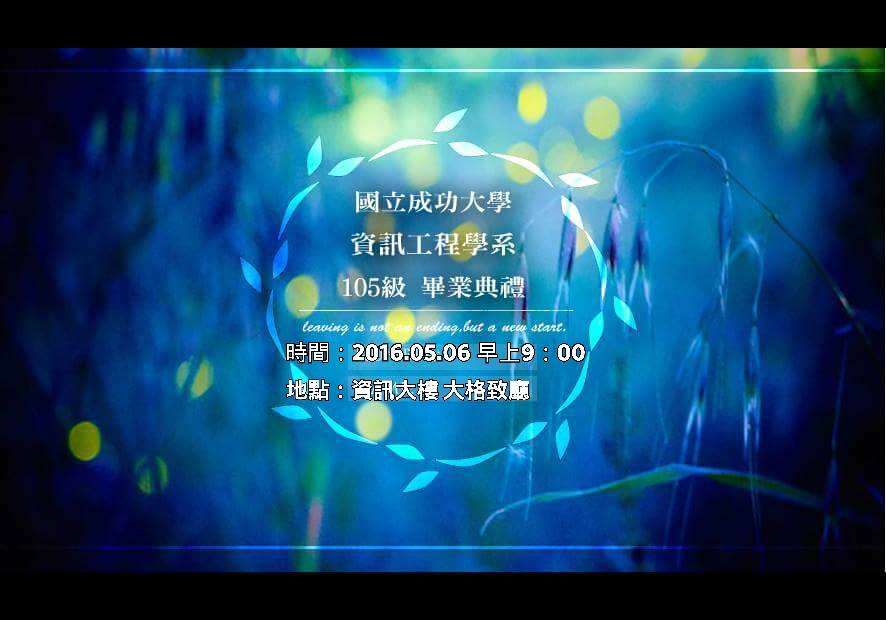 國立成功大學
資訊工程學系
105級 畢業典禮
leaving is not an ending,but a new start.
時間：2016.05.06 早上9：00
地點：資訊大樓 大格致廳